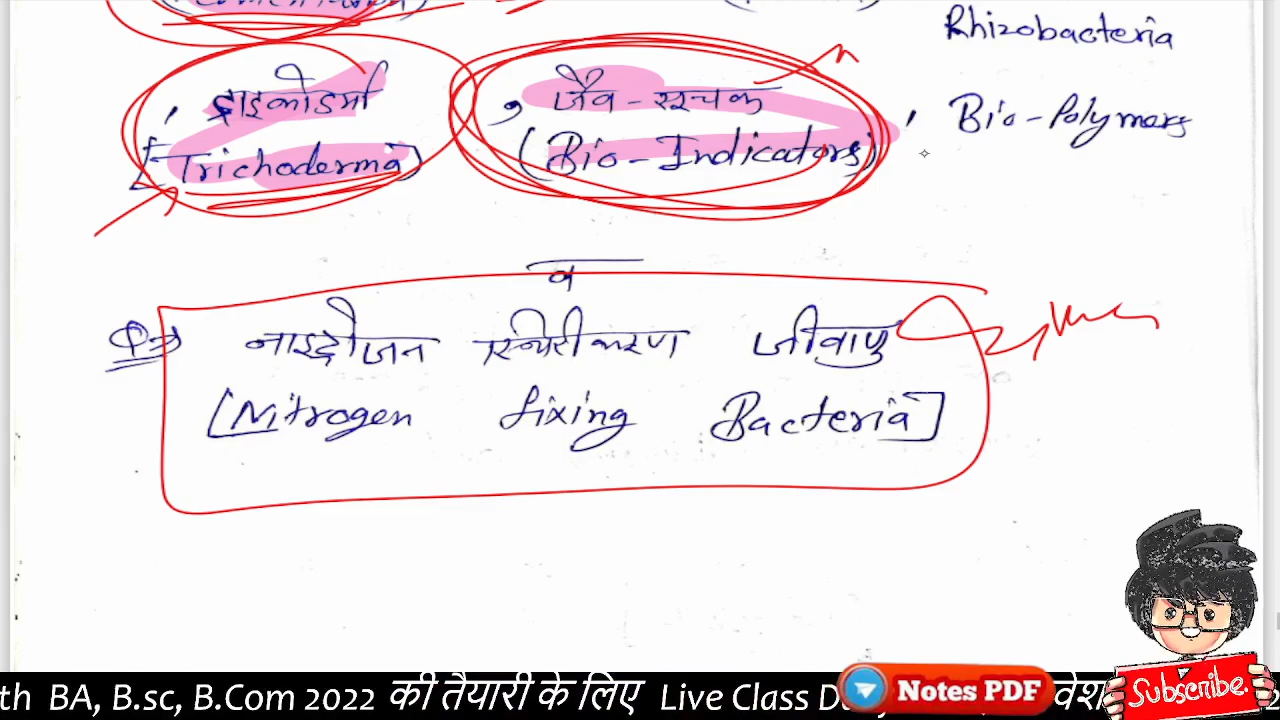 Rhizobacteria
, ट्राइकोडर्मा , जैव - सूचक , Bio - Polymers
[Trichoderma] (Bio - Indicators)
व
Q⇒ नाइट्रोजन स्थिरीकरण जीवाणु
[Nitrogen fixing Bacteria]
th BA, B.sc, B.Com 2022 की तैयारी के लिए Live Class D
Notes PDF
Subscribe.